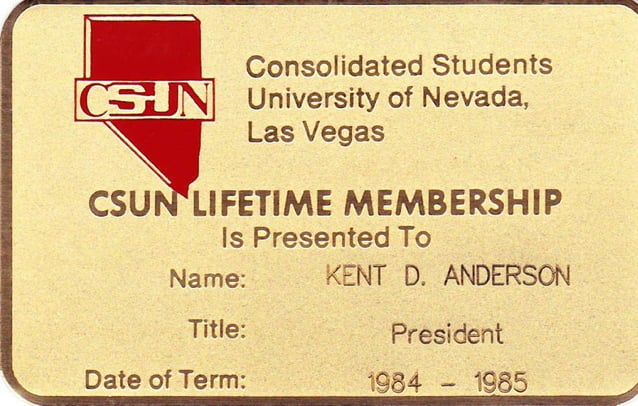 CSUN
Consolidated Students
University of Nevada,
Las Vegas
CSUN LIFETIME MEMBERSHIP
Is Presented To
Name: KENT D. ANDERSON
Title: President
Date of Term: 1984 - 1985